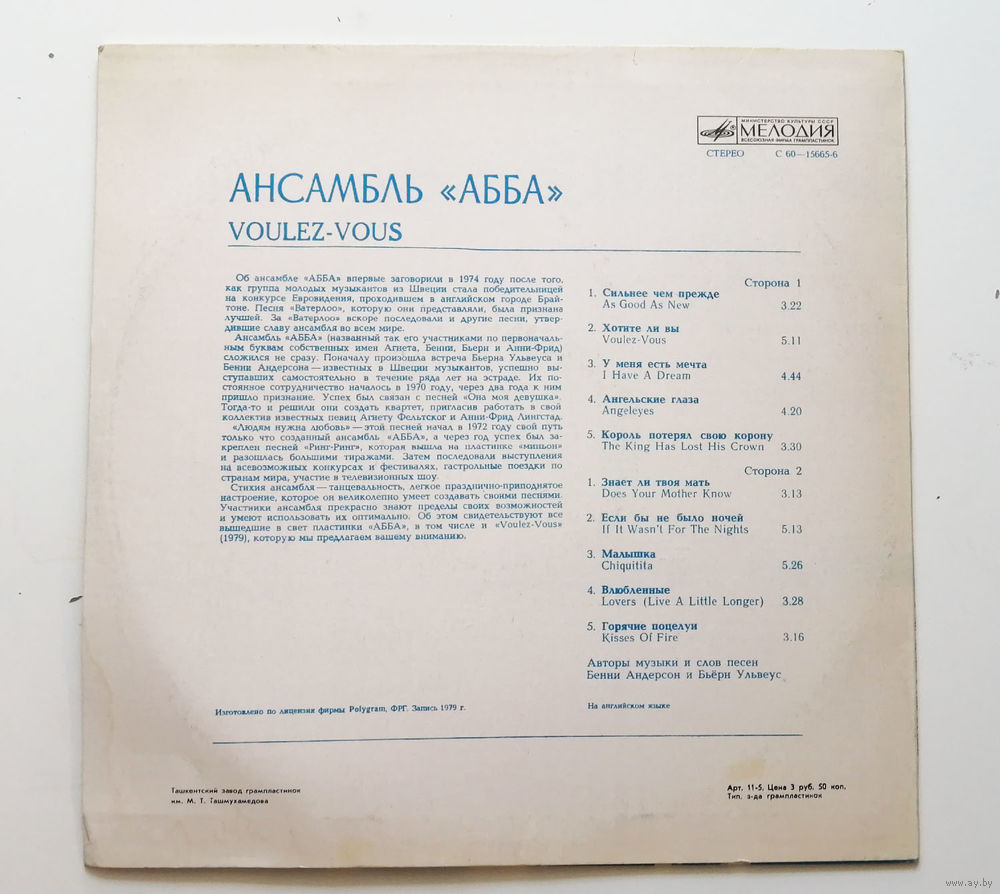 МИНИСТЕРСТВО КУЛЬТУРЫ СССР
МЕЛОДИЯ
ВСЕСОЮЗНАЯ ФИРМА ГРАМПЛАСТИНОК
СТЕРЕО С 60—15665-6
АНСАМБЛЬ «АББА»
VOULEZ-VOUS
Об ансамбле «АББА» впервые заговорили в 1974 году после того,
как группа молодых музыкантов из Швеции стала победительницей
на конкурсе Евровидения, проходившем в английском городе Брай-
тоне. Песня «Ватерлоо», которую они представляли, была признана
лучшей. За «Ватерлоо» вскоре последовали и другие песни, утвер-
дившие славу ансамбля во всем мире.
Ансамбль «АББА» (названный так его участниками по первоначаль-
ным буквам собственных имен Агнета, Бенни, Бьерн и Анни-Фрид)
сложился не сразу. Поначалу произошла встреча Бьерна Ульвеуса и
Бенни Андерсона — известных в Швеции музыкантов, успешно вы-
ступавших самостоятельно в течение ряда лет на эстраде. Их по-
стоянное сотрудничество началось в 1970 году, через два года к ним
пришло признание. Успех был связан с песней «Она моя девушка».
Тогда-то и решили они создать квартет, пригласив работать в свой
коллектив известных певиц Агнету Фельтског и Анни-Фрид Лингстад.
«Людям нужна любовь» — этой песней начал в 1972 году свой путь
только что созданный ансамбль «АББА», а через год успех был за-
креплен песней «Ринг-Ринг», которая вышла на пластинке «миньон»
и разошлась большими тиражами. Затем последовали выступления
на всевозможных конкурсах и фестивалях, гастрольные поездки по
странам мира, участие в телевизионных шоу.
Стихия ансамбля — танцевальность, легкое празднично-приподнятое
настроение, которое он великолепно умеет создавать своими песнями.
Участники ансамбля прекрасно знают пределы своих возможностей
и умеют использовать их оптимально. Об этом свидетельствуют все
вышедшие в свет пластинки «АББА», в том числе и «Voulez-Vous»
(1979), которую мы предлагаем вашему вниманию.
Сторона 1
1. Сильнее чем прежде
As Good As New 3.22
2. Хотите ли вы
Voulez-Vous 5.11
3. У меня есть мечта
I Have A Dream 4.44
4. Ангельские глаза
Angeleyes 4.20
5. Король потерял свою корону
The King Has Lost His Crown 3.30
Сторона 2
1. Знает ли твоя мать
Does Your Mother Know 3.13
2. Если бы не было ночей
If It Wasn't For The Nights 5.13
3. Малышка
Chiquitita 5.26
4. Влюбленные
Lovers (Live A Little Longer) 3.28
5. Горячие поцелуи
Kisses Of Fire 3.16
Авторы музыки и слов песен
Бенни Андерсон и Бьёрн Ульвеус
Изготовлено по лицензии фирмы Polygram, ФРГ. Запись 1979 г.
На английском языке
Ташкентский завод грампластинок
им. М. Т. Ташмухамедова
Арт. 11-5. Цена 3 руб. 50 коп.
Тип. з-да грампластинок
www.ay.by